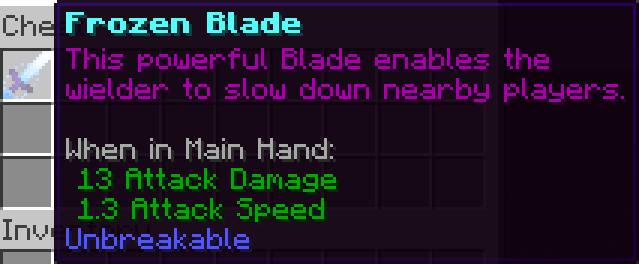 Frozen Blade
This powerful Blade enables the
wielder to slow down nearby players.
When in Main Hand:
13 Attack Damage
1.3 Attack Speed
Unbreakable